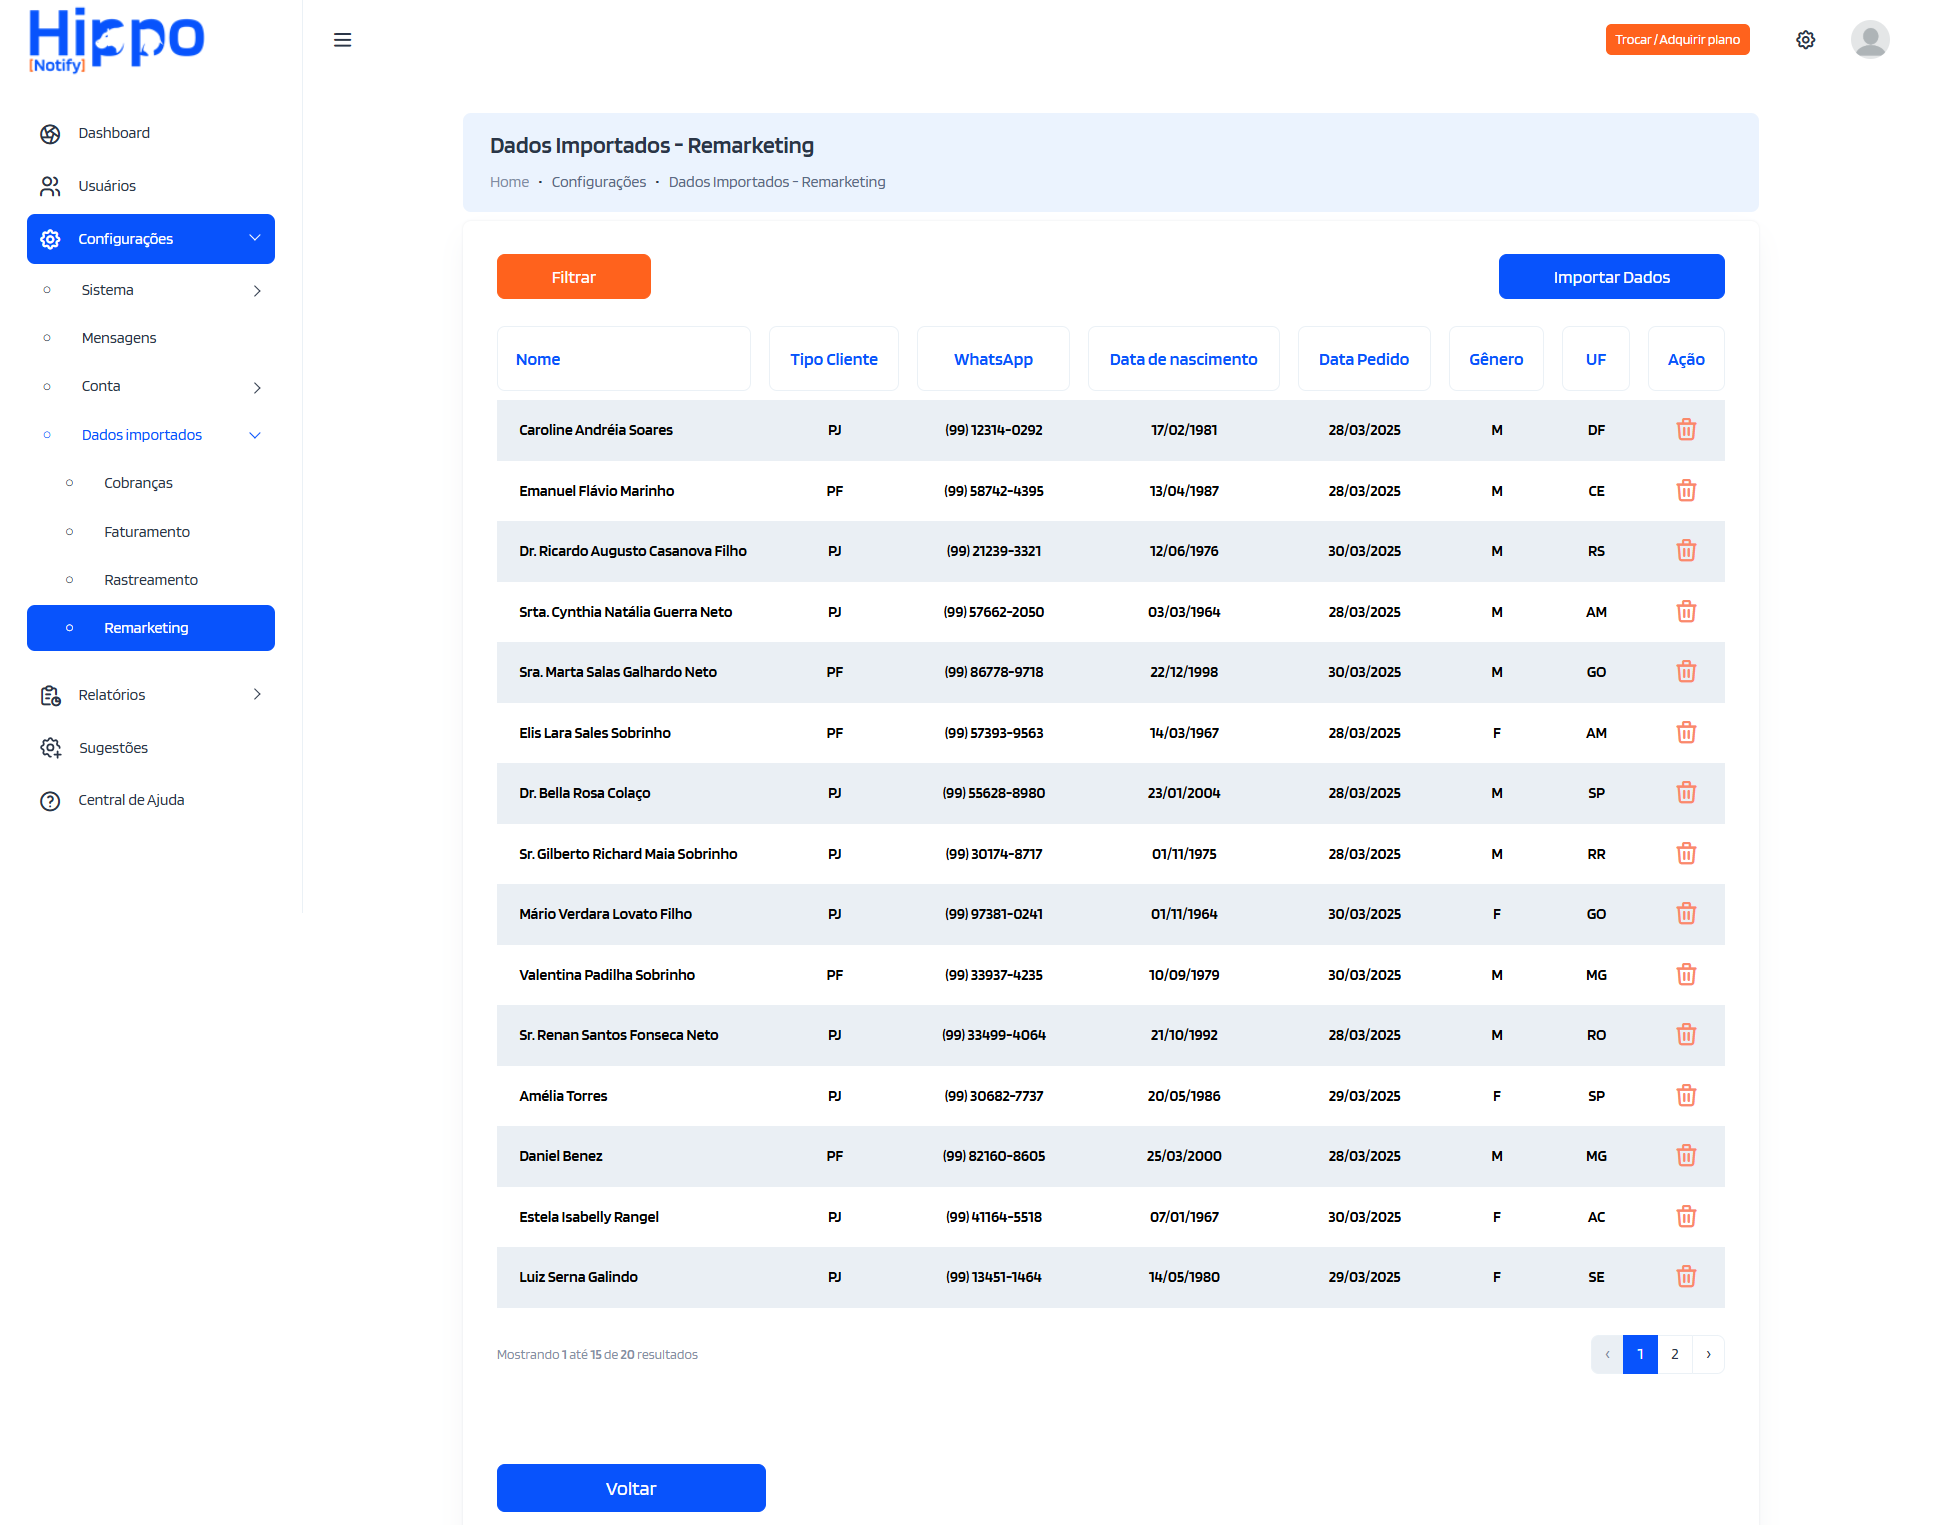 Hippo
[Notify]
Trocar / Adquirir plano
Dashboard
Usuários
Configurações
Sistema
Mensagens
Conta
Dados importados
Cobranças
Faturamento
Rastreamento
Remarketing
Relatórios
Sugestões
Central de Ajuda
Dados Importados - Remarketing
Home • Configurações • Dados Importados - Remarketing
Filtrar
Importar Dados
Nome Tipo Cliente WhatsApp Data de nascimento Data Pedido Gênero UF Ação
Caroline Andréia Soares PJ (99) 12314-0292 17/02/1981 28/03/2025 M DF
Emanuel Flávio Marinho PF (99) 58742-4395 13/04/1987 28/03/2025 M CE
Dr. Ricardo Augusto Casanova Filho PJ (99) 21239-3321 12/06/1976 30/03/2025 M RS
Srta. Cynthia Natália Guerra Neto PJ (99) 57662-2050 03/03/1964 28/03/2025 M AM
Sra. Marta Salas Galhardo Neto PF (99) 86778-9718 22/12/1998 30/03/2025 M GO
Elis Lara Sales Sobrinho PF (99) 57393-9563 14/03/1967 28/03/2025 F AM
Dr. Bella Rosa Colaço PJ (99) 55628-8980 23/01/2004 28/03/2025 M SP
Sr. Gilberto Richard Maia Sobrinho PJ (99) 30174-8717 01/11/1975 28/03/2025 M RR
Mário Verdara Lovato Filho PJ (99) 97381-0241 01/11/1964 30/03/2025 F GO
Valentina Padilha Sobrinho PF (99) 33937-4235 10/09/1979 30/03/2025 M MG
Sr. Renan Santos Fonseca Neto PJ (99) 33499-4064 21/10/1992 28/03/2025 M RO
Amélia Torres PJ (99) 30682-7737 20/05/1986 29/03/2025 F SP
Daniel Benez PF (99) 82160-8605 25/03/2000 28/03/2025 M MG
Estela Isabelly Rangel PJ (99) 41164-5518 07/01/1967 30/03/2025 F AC
Luiz Serna Galindo PJ (99) 13451-1464 14/05/1980 29/03/2025 F SE
Mostrando 1 até 15 de 20 resultados
‹ 1 2 ›
Voltar